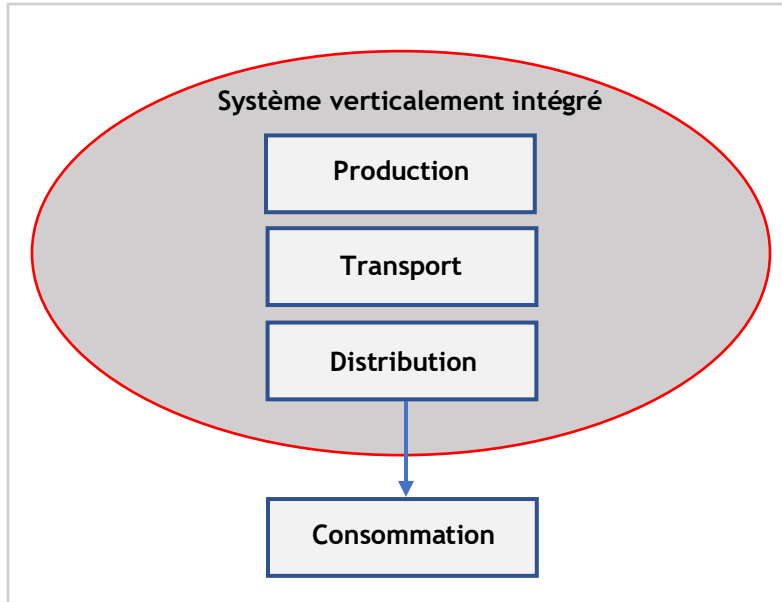 Système verticalement intégré
Production
Transport
Distribution
Consommation